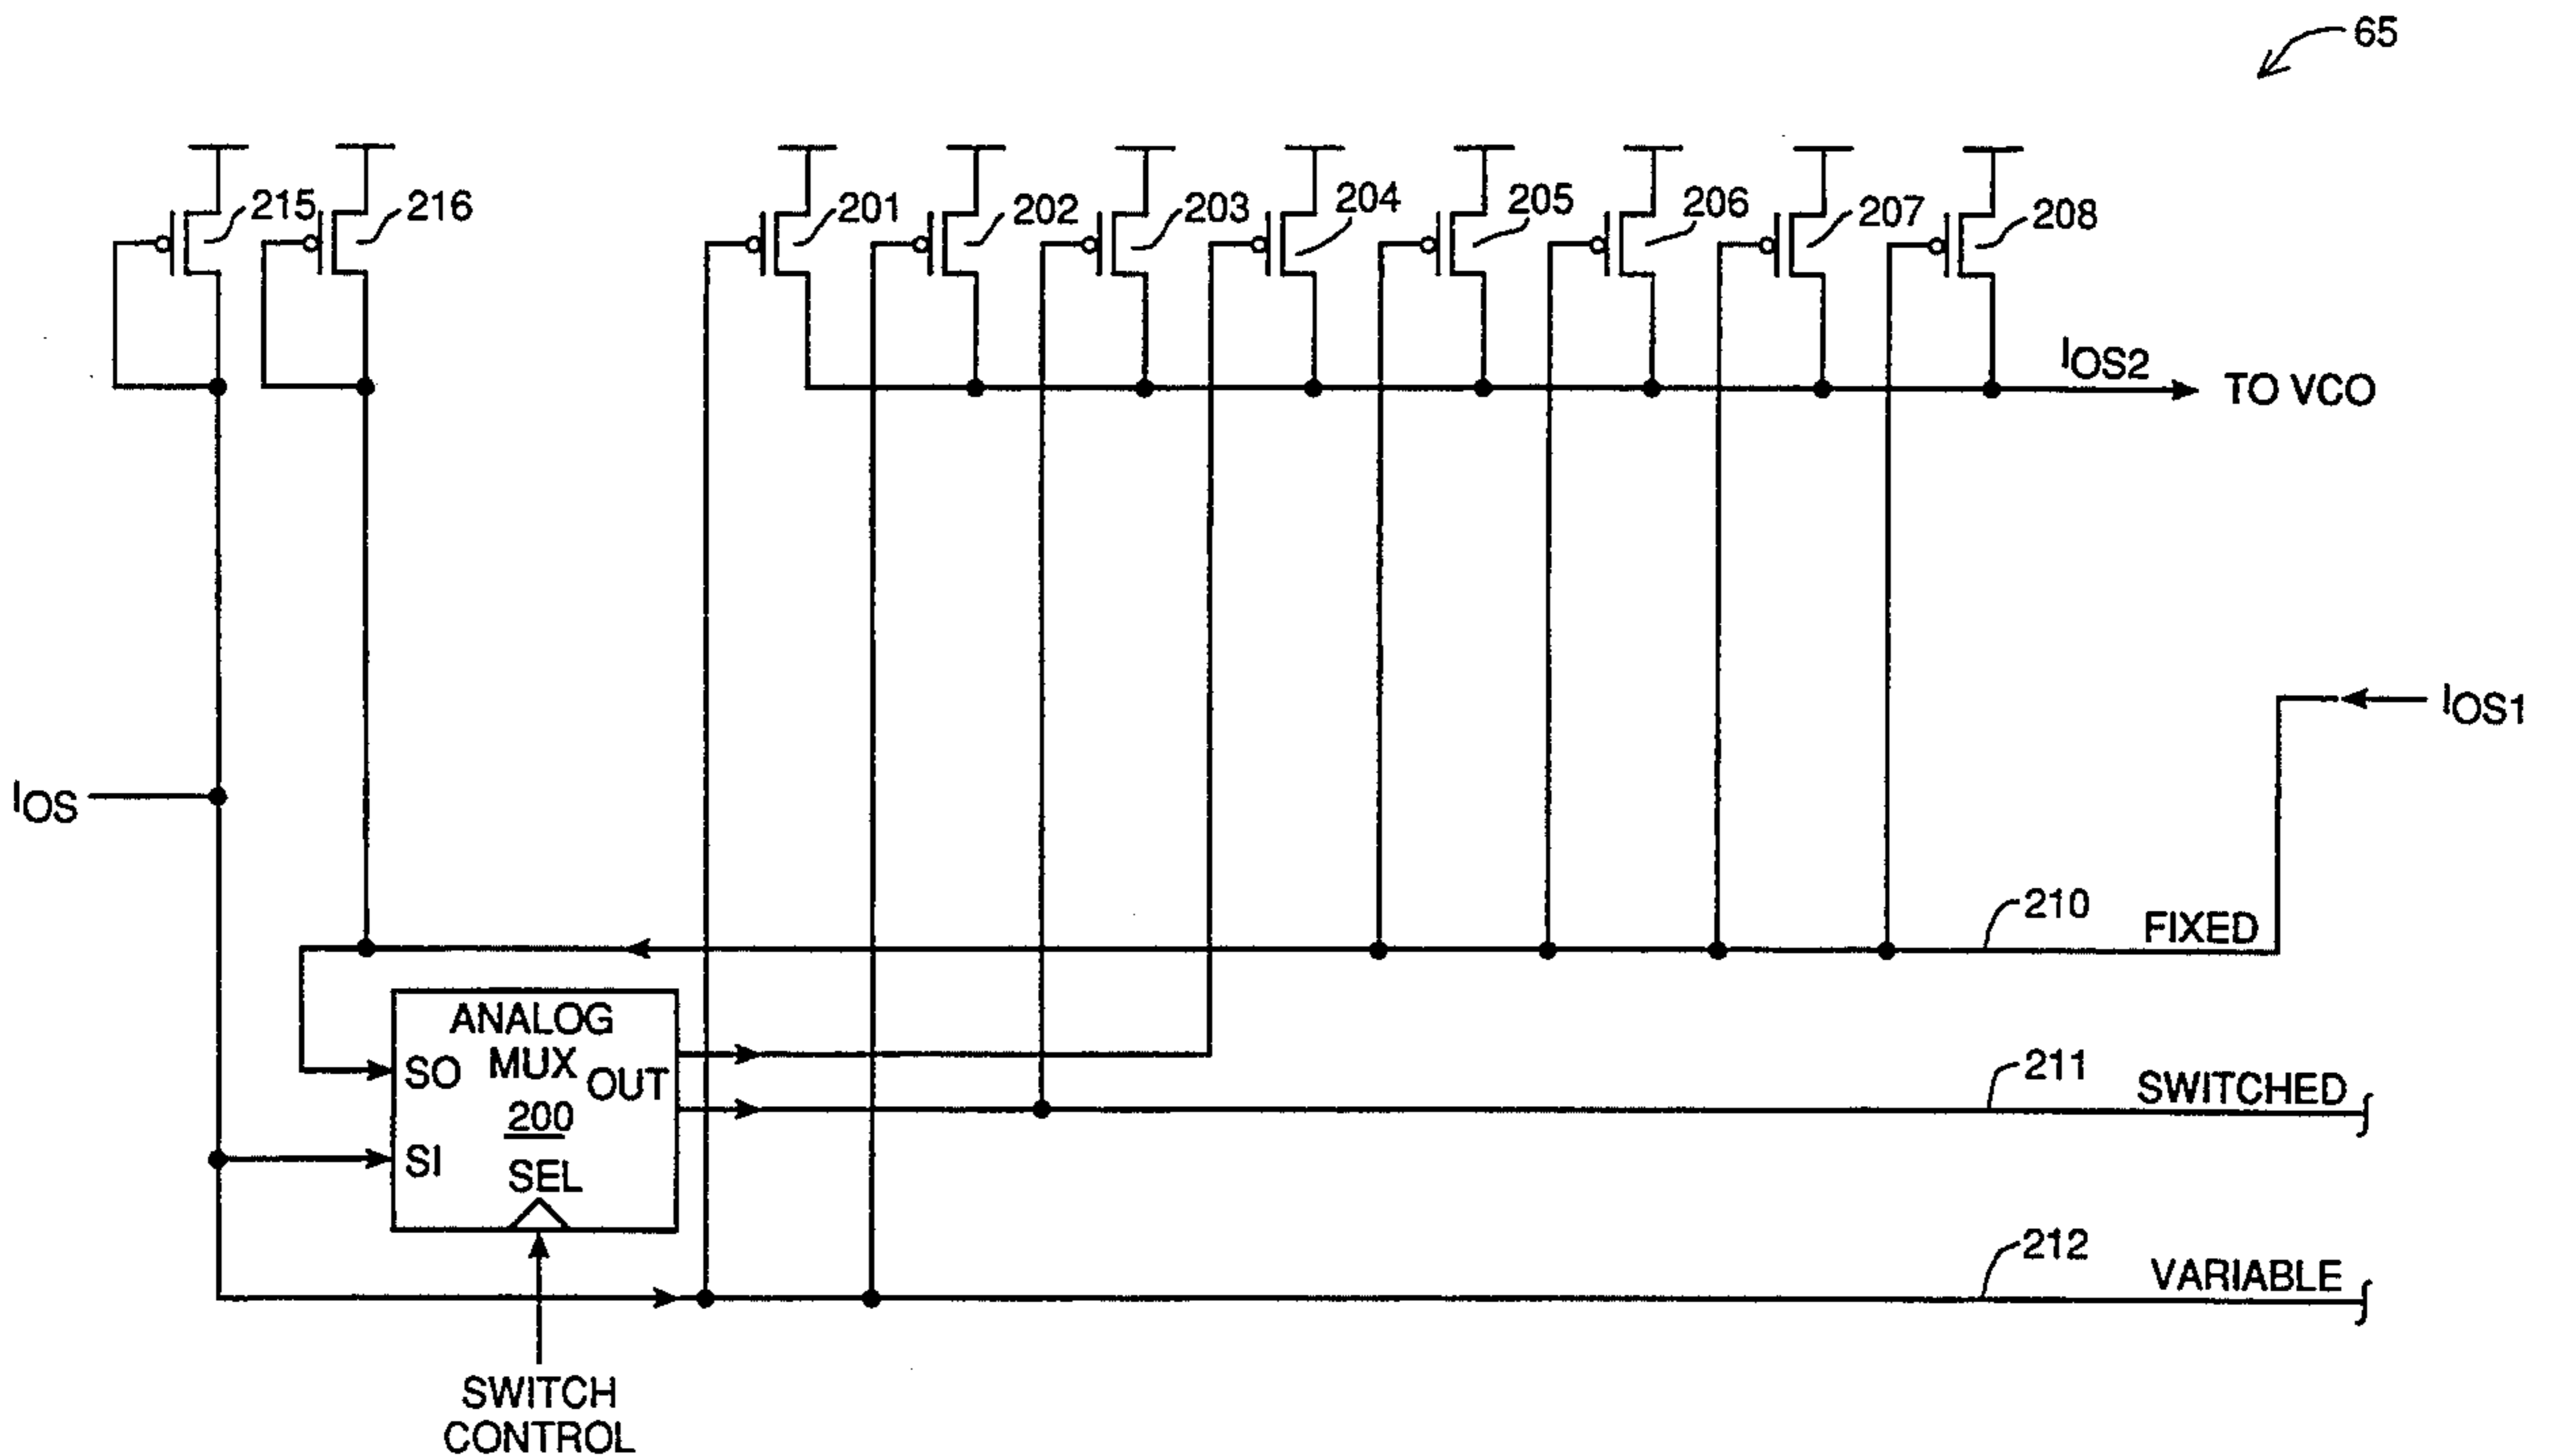 65
215
216
201
202
203
204
205
206
207
208
IOS2
TO VCO
IOS1
IOS
210
FIXED
ANALOG
MUX
SO
OUT
200
211
SWITCHED
SI
SEL
212
VARIABLE
SWITCH
CONTROL